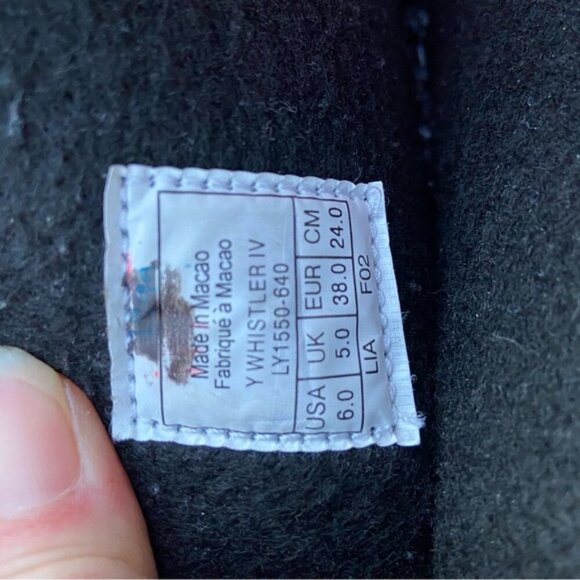 Made in Macao
Fabriqué à Macao
Y WHISTLER IV
LY1550-640
USA UK EUR CM
6.0 5.0 38.0 24.0
LIA F02